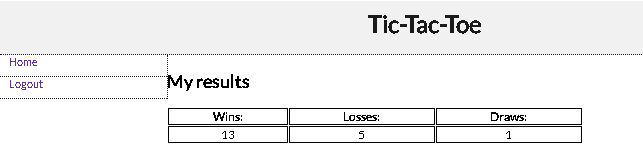 Tic-Tac-Toe
Home
Logout
My results
Wins: Losses: Draws:
13 5 1